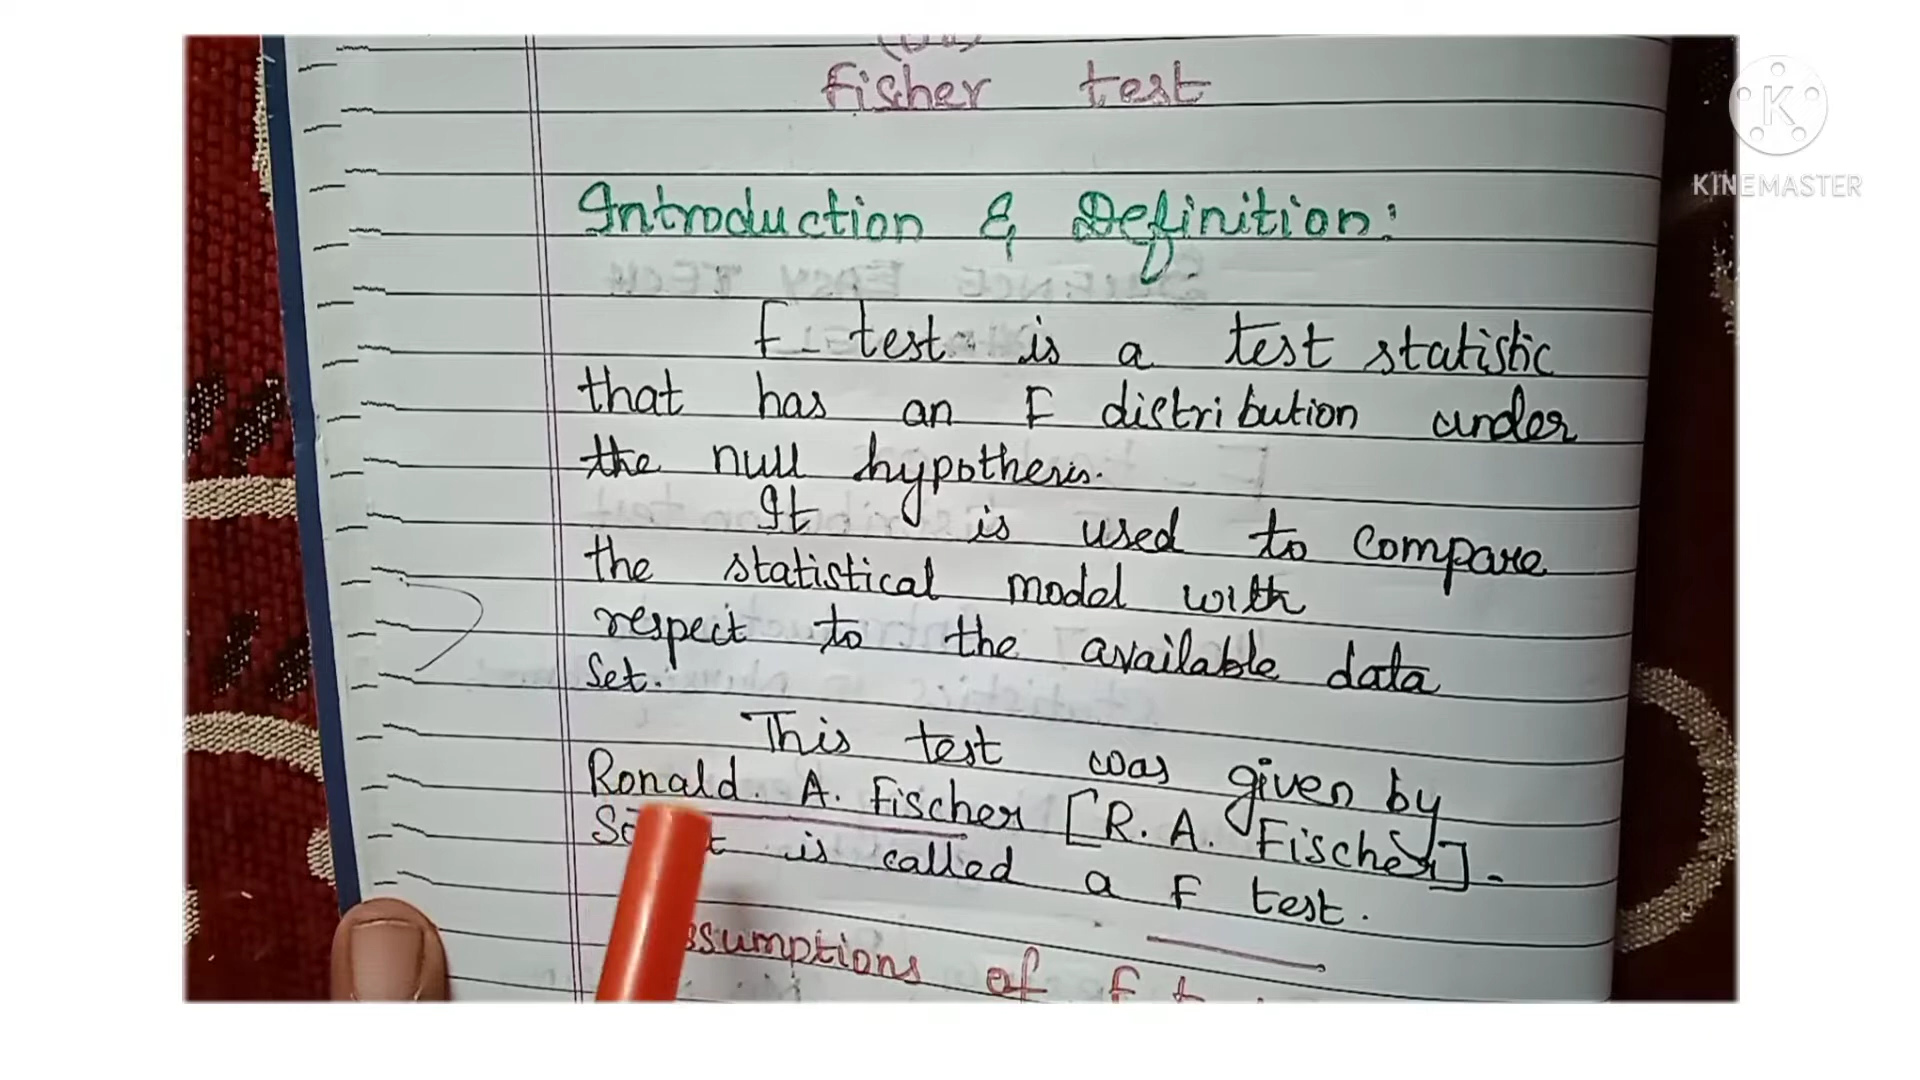 Fischer test
KINEMASTER
Introduction & Definition:
F- test is a test statistic
that has an F distribution under
the null hypothesis.
It is used to compare
the statistical model with
respect to the available data
Set.
This test was given by
Ronald. A. Fischer [R. A. Fischer].
is called a F test.
ssumptions of F t